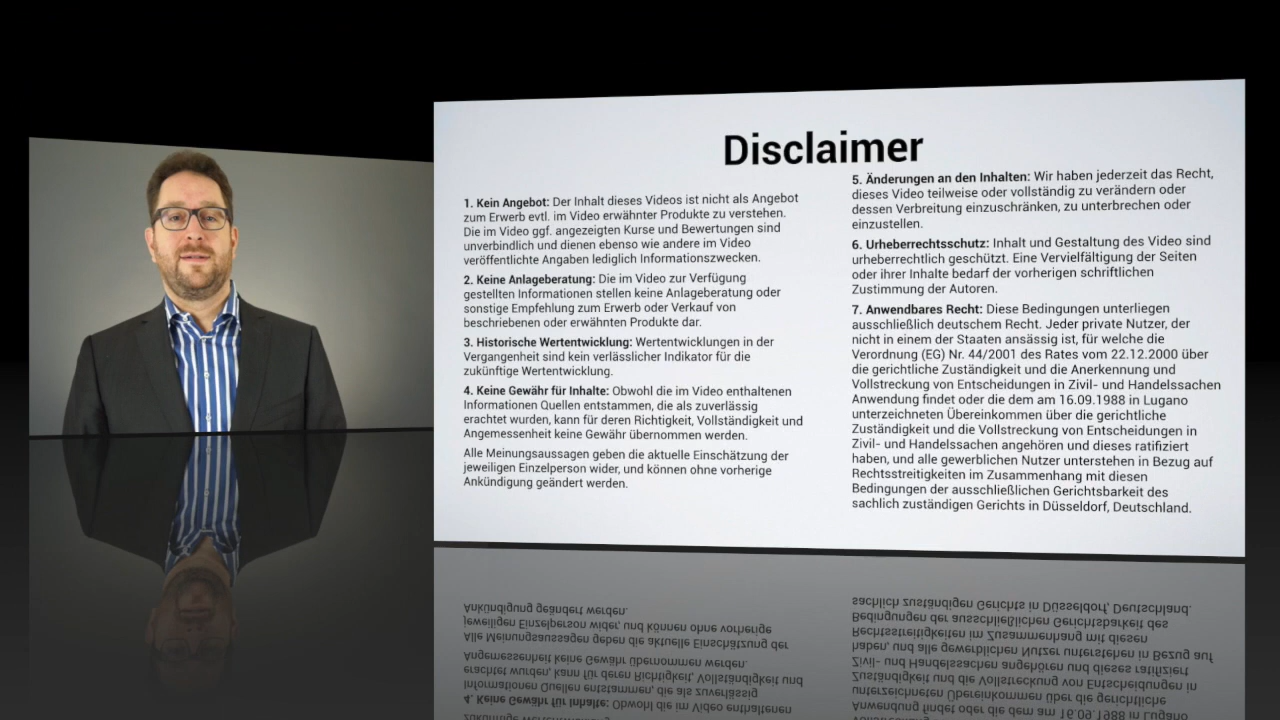 Disclaimer
1. Kein Angebot: Der Inhalt dieses Videos ist nicht als Angebot
zum Erwerb evtl. im Video erwähnter Produkte zu verstehen.
Die im Video ggf. angezeigten Kurse und Bewertungen sind
unverbindlich und dienen ebenso wie andere im Video
veröffentlichte Angaben lediglich Informationszwecken.
2. Keine Anlageberatung: Die im Video zur Verfügung
gestellten Informationen stellen keine Anlageberatung oder
sonstige Empfehlung zum Erwerb oder Verkauf von
beschriebenen oder erwähnten Produkte dar.
3. Historische Wertentwicklung: Wertentwicklungen in der
Vergangenheit sind kein verlässlicher Indikator für die
zukünftige Wertentwicklung.
4. Keine Gewähr für Inhalte: Obwohl die im Video enthaltenen
Informationen Quellen entstammen, die als zuverlässig
erachtet wurden, kann für deren Richtigkeit, Vollständigkeit und
Angemessenheit keine Gewähr übernommen werden.
Alle Meinungsaussagen geben die aktuelle Einschätzung der
jeweiligen Einzelperson wider, und können ohne vorherige
Ankündigung geändert werden.
5. Änderungen an den Inhalten: Wir haben jederzeit das Recht,
dieses Video teilweise oder vollständig zu verändern oder
dessen Verbreitung einzuschränken, zu unterbrechen oder
einzustellen.
6. Urheberrechtsschutz: Inhalt und Gestaltung des Video sind
urheberrechtlich geschützt. Eine Vervielfältigung der Seiten
oder ihrer Inhalte bedarf der vorherigen schriftlichen
Zustimmung der Autoren.
7. Anwendbares Recht: Diese Bedingungen unterliegen
ausschließlich deutschem Recht. Jeder private Nutzer, der
nicht in einem der Staaten ansässig ist, für welche die
Verordnung (EG) Nr. 44/2001 des Rates vom 22.12.2000 über
die gerichtliche Zuständigkeit und die Anerkennung und
Vollstreckung von Entscheidungen in Zivil- und Handelssachen
Anwendung findet oder die dem am 16.09.1988 in Lugano
unterzeichneten Übereinkommen über die gerichtliche
Zuständigkeit und die Vollstreckung von Entscheidungen in
Zivil- und Handelssachen angehören und dieses ratifiziert
haben, und alle gewerblichen Nutzer unterstehen in Bezug auf
Rechtsstreitigkeiten im Zusammenhang mit diesen
Bedingungen der ausschließlichen Gerichtsbarkeit des
sachlich zuständigen Gerichts in Düsseldorf, Deutschland.